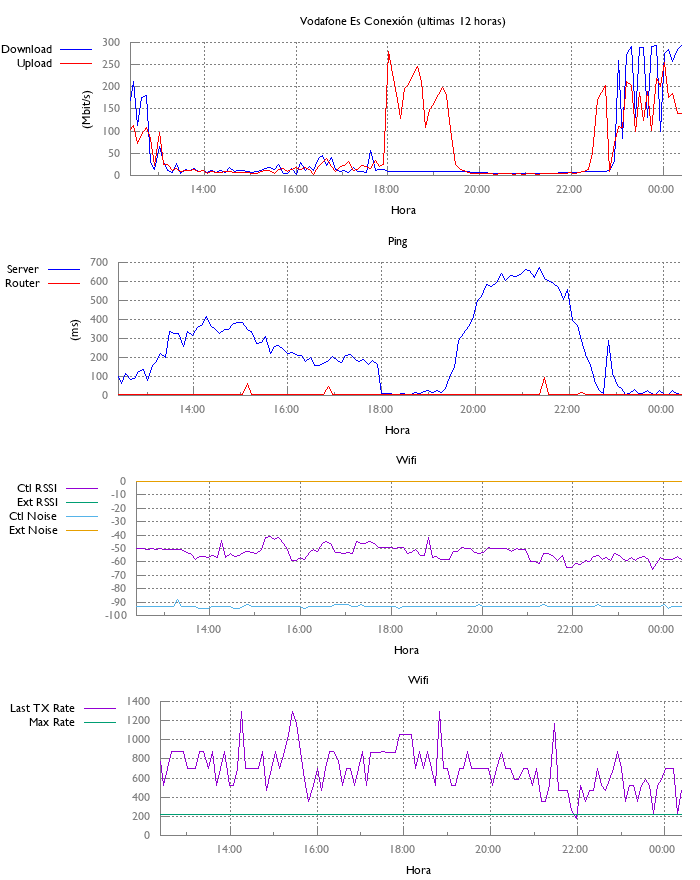 Vodafone Es Conexión (ultimas 12 horas)
Download
Upload
(Mbit/s)
300
250
200
150
100
50
0
14:00 16:00 18:00 20:00 22:00 00:00
Hora
Ping
Server
Router
(ms)
700
600
500
400
300
200
100
0
14:00 16:00 18:00 20:00 22:00 00:00
Hora
Wifi
Ctl RSSI
Ext RSSI
Ctl Noise
Ext Noise
0
-10
-20
-30
-40
-50
-60
-70
-80
-90
-100
14:00 16:00 18:00 20:00 22:00 00:00
Hora
Wifi
Last TX Rate
Max Rate
1400
1200
1000
800
600
400
200
0
14:00 16:00 18:00 20:00 22:00 00:00
Hora